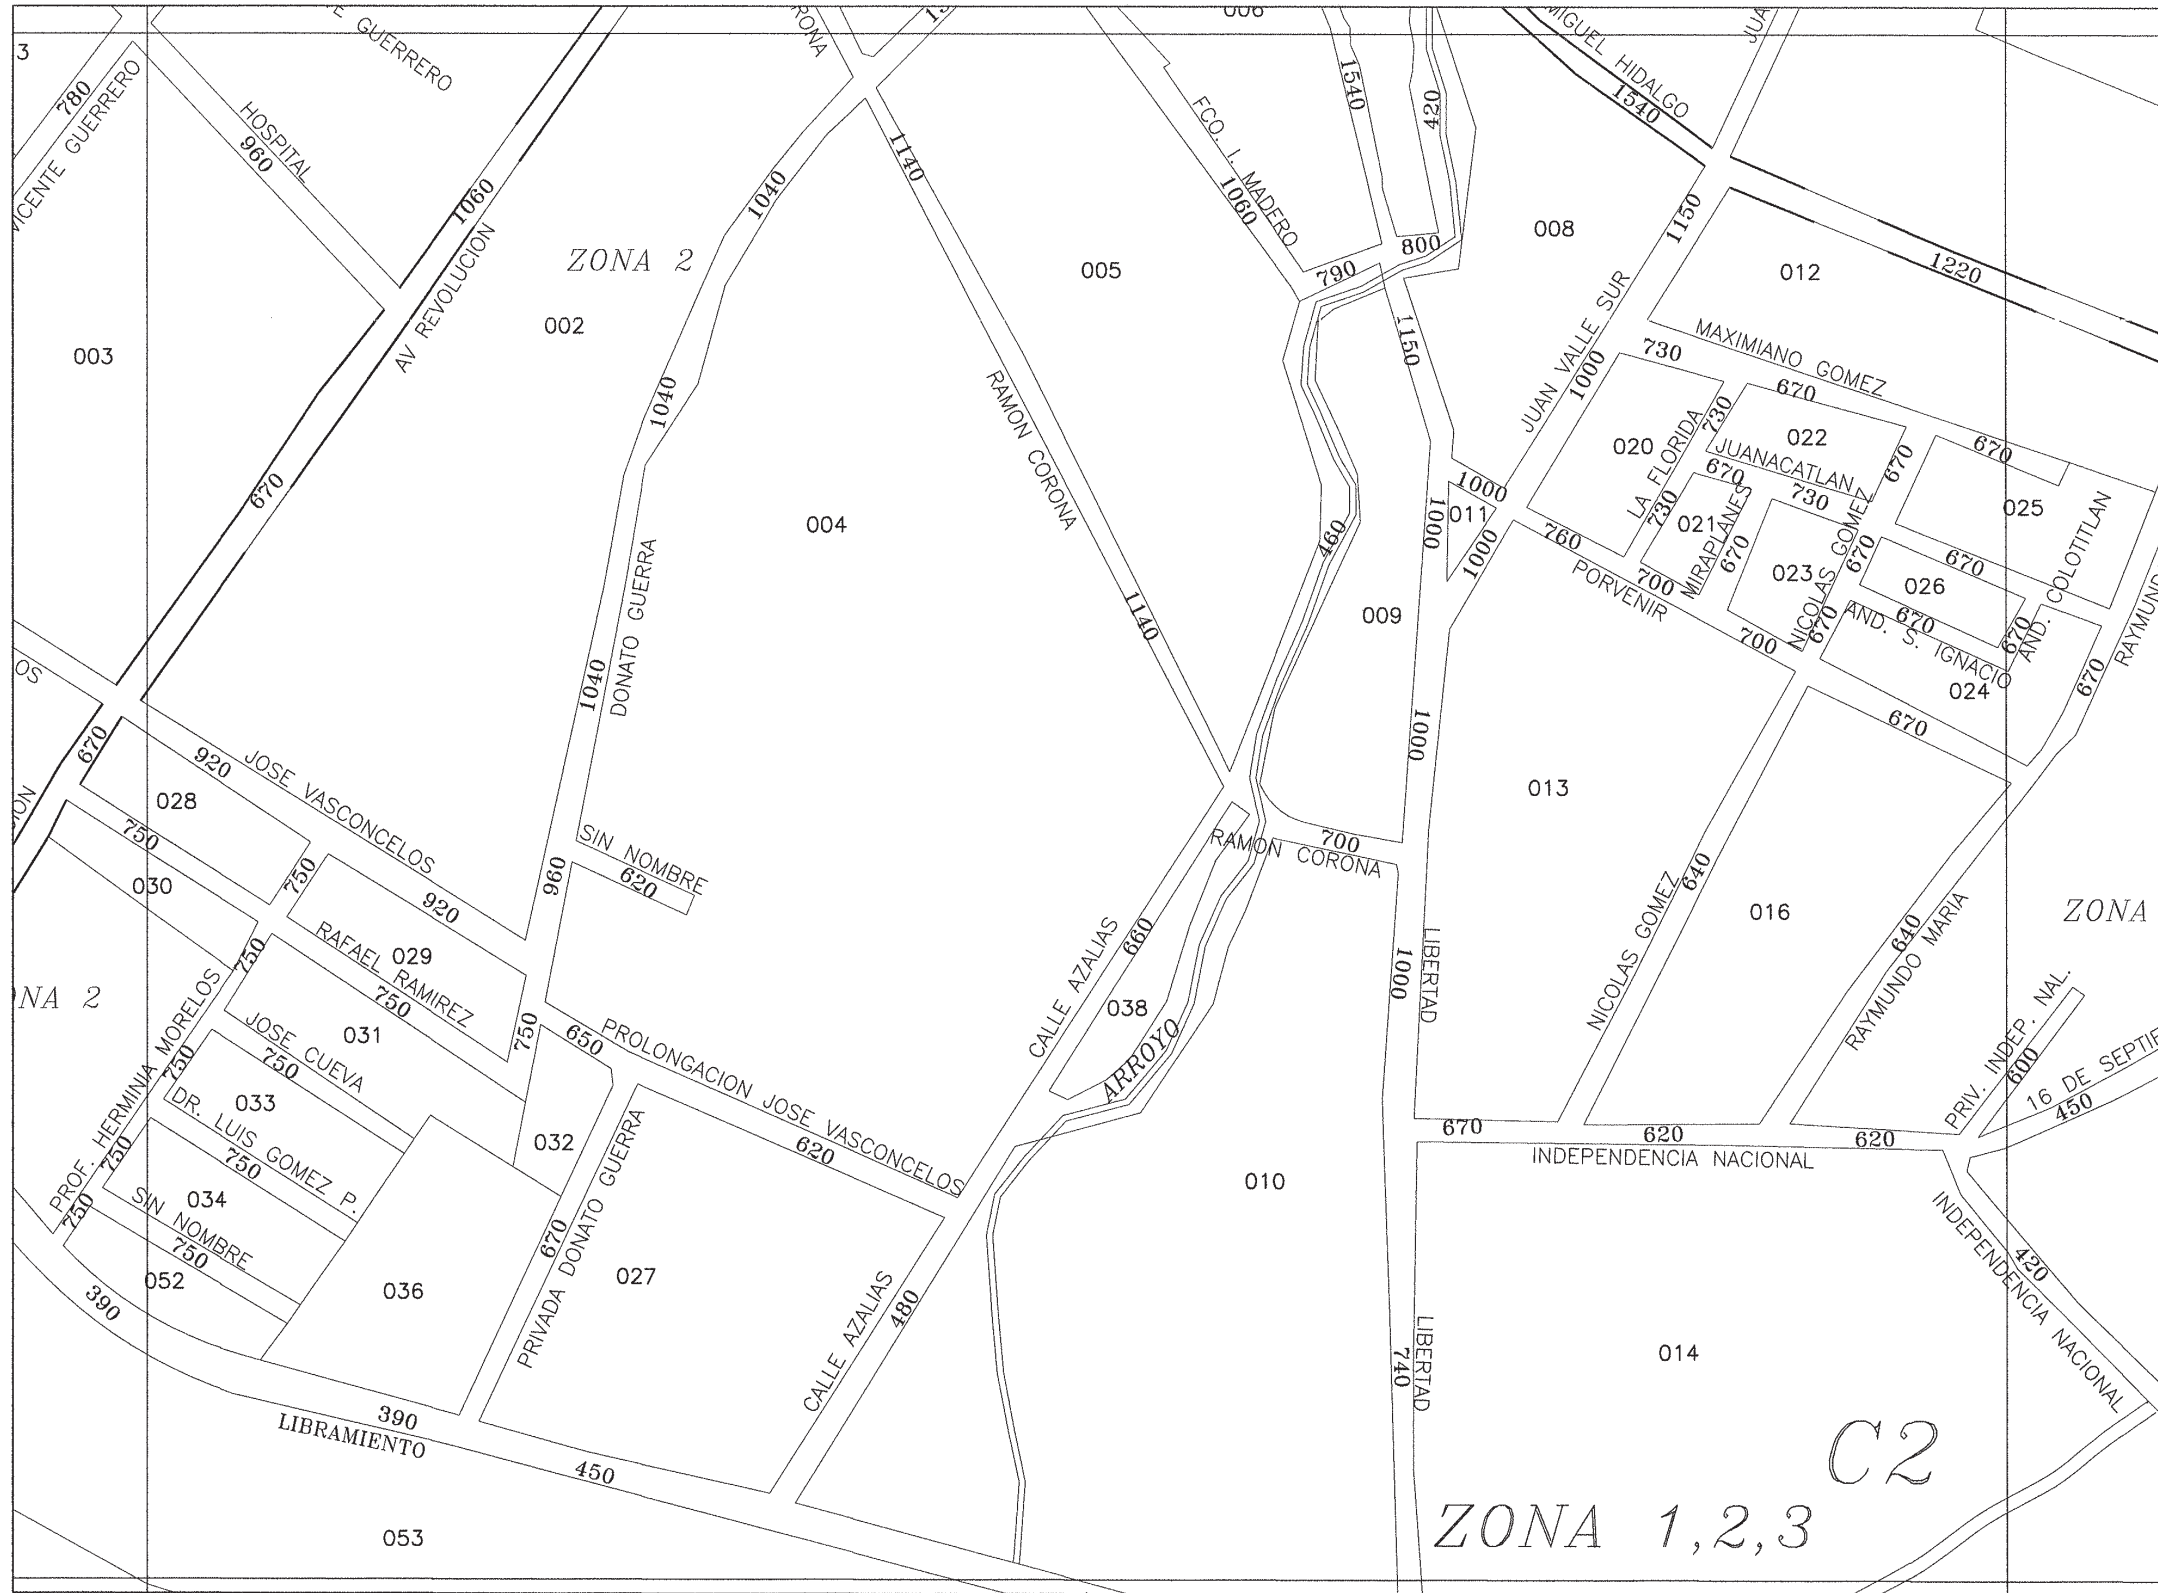 3
780
VICENTE GUERRERO
GUERRERO
HOSPITAL
960
1060
AV REVOLUCION
ZONA 2
002
003
670
CORONA
1040
1140
005
RAMON CORONA
006
FCO. I. MADERO
1060
1540
420
790
800
008
MIGUEL HIDALGO
1540
1150
012
1220
JUAN VALLE SUR
1150
1000
MAXIMIANO GOMEZ
730
670
1040
004
DONATO GUERRA
1040
1140
460
009
1000
1000
011
1000
020
LA FLORIDA
730
022
JUANACATLAN
670
730
670
670
025
730
021
MIRAPLANES
670
023
NICOLAS GOMEZ
670
670
026
670
AND. COLOTITLAN
760
PORVENIR
700
700
670
AND. S. IGNACIO
670
024
670
670
OS
670
920
JOSE VASCONCELOS
028
750
030
750
920
RAFAEL RAMIREZ
029
750
960
SIN NOMBRE
620
RAMON CORONA
700
1000
013
NICOLAS GOMEZ
640
016
640
RAYMUNDO MARIA
ZONA
NA 2
750
JOSE CUEVA
031
750
750
650
PROLONGACION JOSE VASCONCELOS
CALLE AZALIAS
660
038
ARROYO
1000
LIBERTAD
PRIV. INDEP. NAL.
600
450
PROF. HERMINIA MORELOS
750
033
DR. LUIS GOMEZ P.
750
750
034
SIN NOMBRE
750
750
052
390
032
670
PRIVADA DONATO GUERRA
036
027
620
CALLE AZALIAS
480
010
670
620
620
INDEPENDENCIA NACIONAL
INDEPENDENCIA NACIONAL
420
740
LIBERTAD
014
390
LIBRAMIENTO
450
053
C2
ZONA 1,2,3